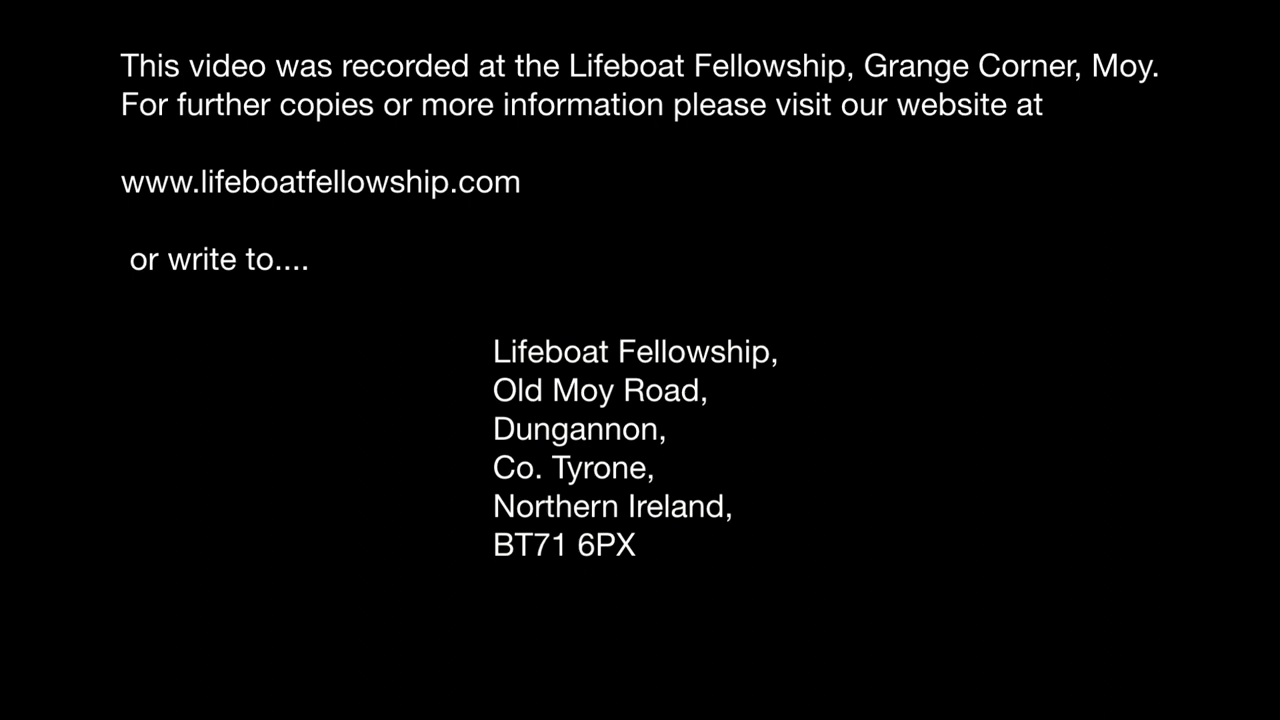 This video was recorded at the Lifeboat Fellowship, Grange Corner, Moy.
For further copies or more information please visit our website at
www.lifeboatfellowship.com
or write to....
Lifeboat Fellowship,
Old Moy Road,
Dungannon,
Co. Tyrone,
Northern Ireland,
BT71 6PX